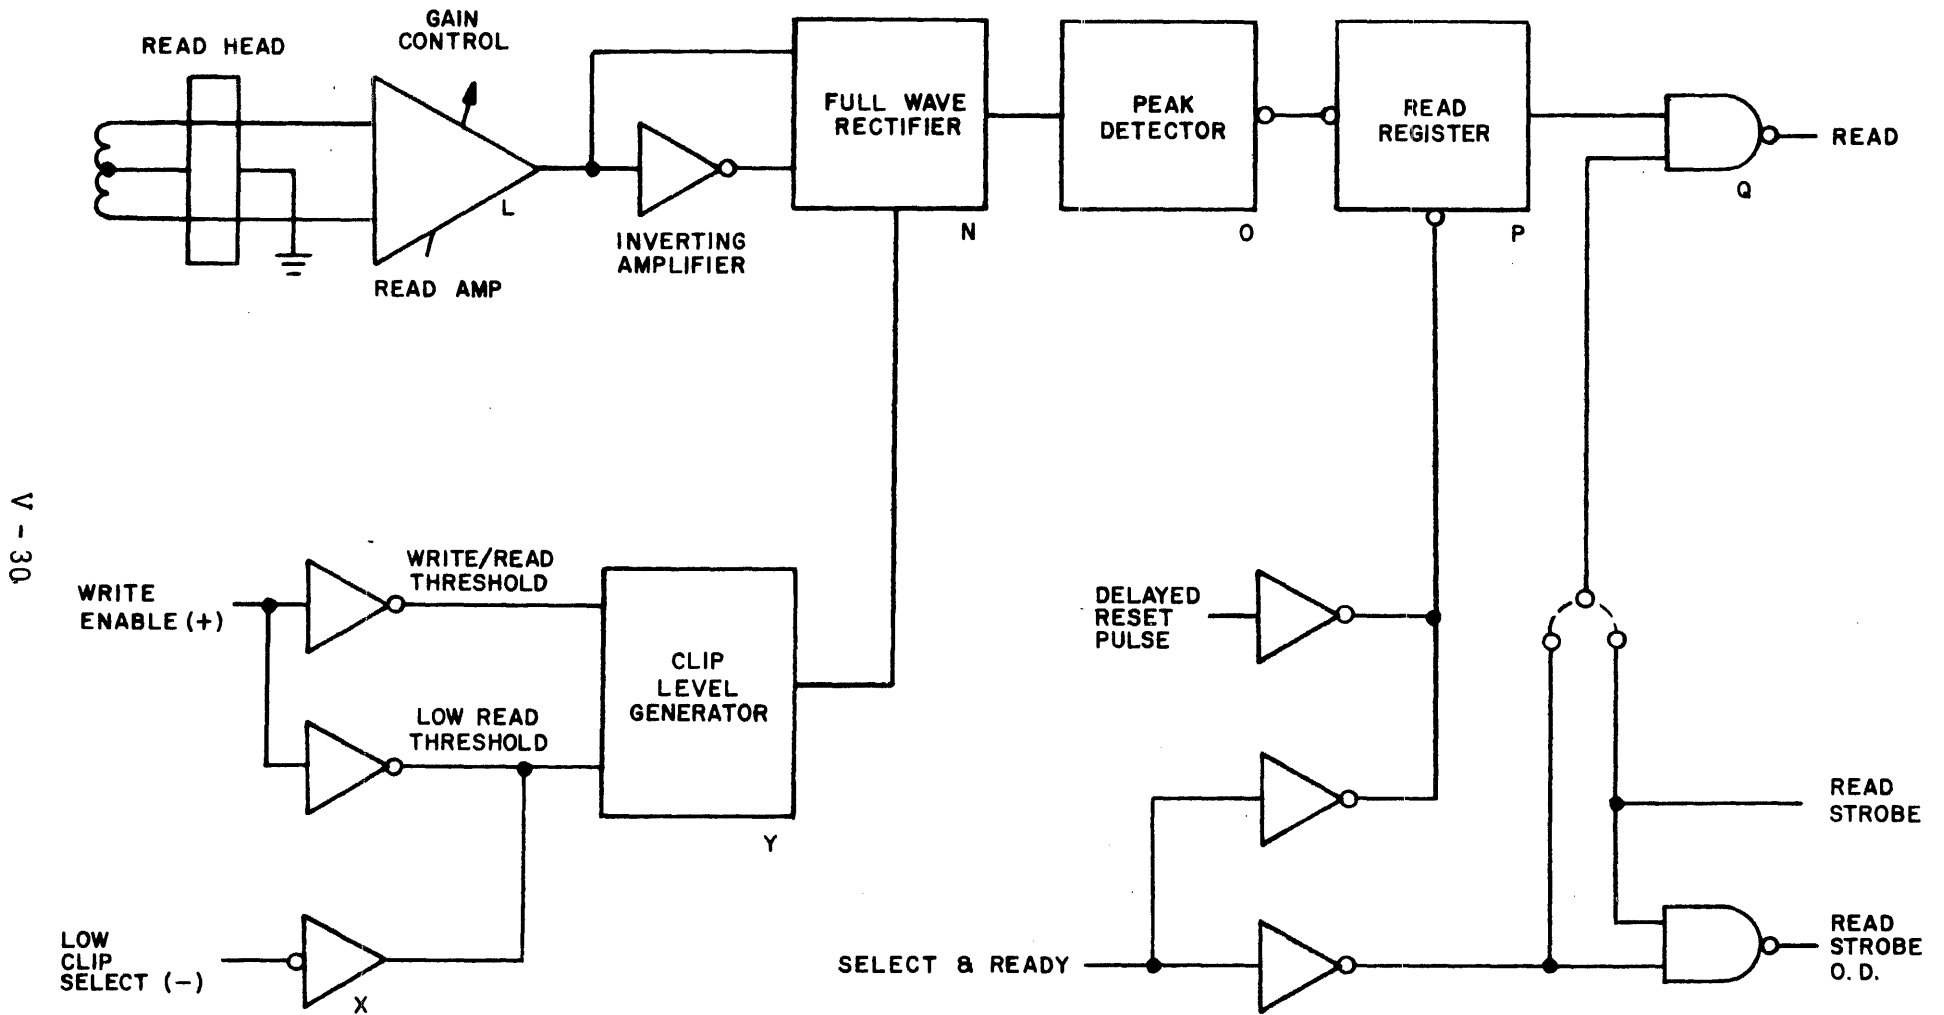 GAIN
CONTROL
READ HEAD
L
READ AMP
INVERTING
AMPLIFIER
FULL WAVE
RECTIFIER
N
PEAK
DETECTOR
O
READ
REGISTER
P
Q
READ
V - 30
WRITE
ENABLE (+)
WRITE/READ
THRESHOLD
LOW READ
THRESHOLD
CLIP
LEVEL
GENERATOR
Y
LOW
CLIP
SELECT (-)
X
DELAYED
RESET
PULSE
SELECT & READY
READ
STROBE
READ
STROBE
O. D.